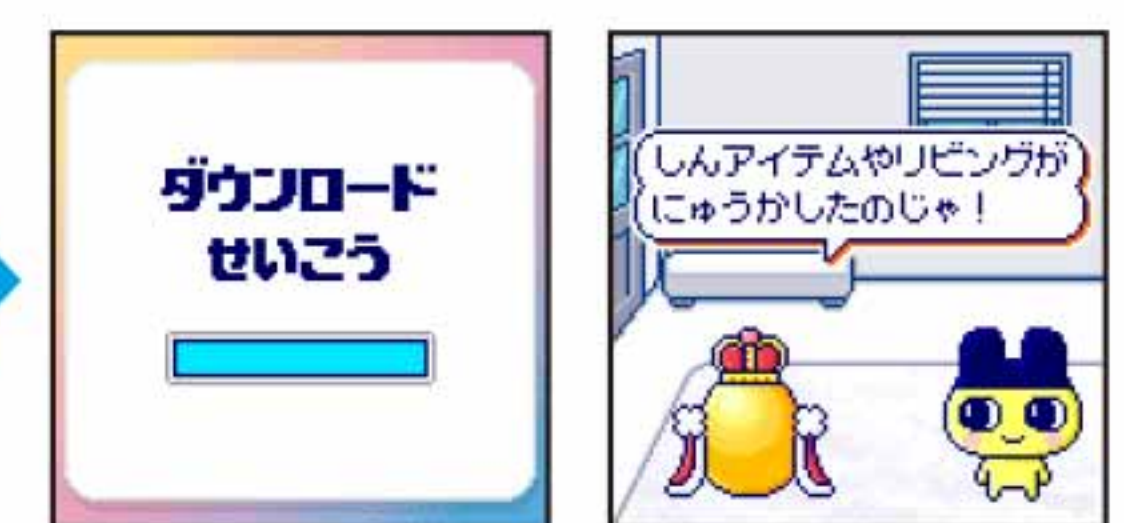 ダウンロード
せいこう
しんアイテムやリビングが
にゅうかしたのじゃ！